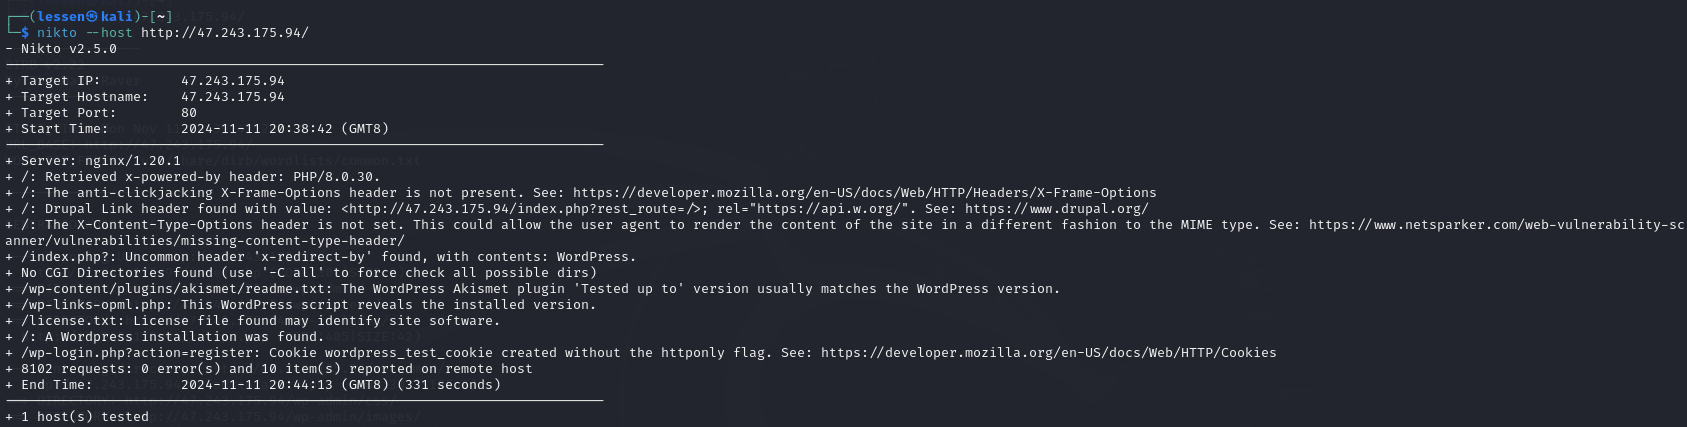 ┌──(lessen㉿kali)-[~]
└─$ nikto --host http://47.243.175.94/
- Nikto v2.5.0
---------------------------------------------------------------------------
+ Target IP:          47.243.175.94
+ Target Hostname:    47.243.175.94
+ Target Port:        80
+ Start Time:         2024-11-11 20:38:42 (GMT8)
---------------------------------------------------------------------------
+ Server: nginx/1.20.1
+ /: Retrieved x-powered-by header: PHP/8.0.30.
+ /: The anti-clickjacking X-Frame-Options header is not present. See: https://developer.mozilla.org/en-US/docs/Web/HTTP/Headers/X-Frame-Options
+ /: Drupal Link header found with value: <http://47.243.175.94/index.php?rest_route=/>; rel="https://api.w.org/". See: https://www.drupal.org/
+ /: The X-Content-Type-Options header is not set. This could allow the user agent to render the content of the site in a different fashion to the MIME type. See: https://www.netsparker.com/web-vulnerability-sc
anner/vulnerabilities/missing-content-type-header/
+ /index.php?: Uncommon header 'x-redirect-by' found, with contents: WordPress.
+ No CGI Directories found (use '-C all' to force check all possible dirs)
+ /wp-content/plugins/akismet/readme.txt: The WordPress Akismet plugin 'Tested up to' version usually matches the WordPress version.
+ /wp-links-opml.php: This WordPress script reveals the installed version.
+ /license.txt: License file found may identify site software.
+ /: A Wordpress installation was found.
+ /wp-login.php?action=register: Cookie wordpress_test_cookie created without the httponly flag. See: https://developer.mozilla.org/en-US/docs/Web/HTTP/Cookies
+ 8102 requests: 0 error(s) and 10 item(s) reported on remote host
+ End Time:           2024-11-11 20:44:13 (GMT8) (331 seconds)
---------------------------------------------------------------------------
+ 1 host(s) tested